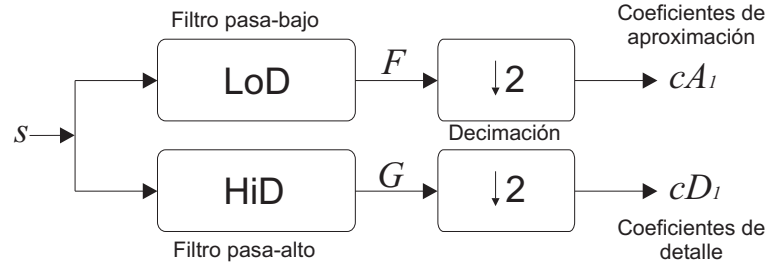 Filtro pasa-bajo
Coeficientes de
aproximación
LoD
F
↓2
cA1
s
Decimación
HiD
G
↓2
cD1
Filtro pasa-alto
Coeficientes de
detalle